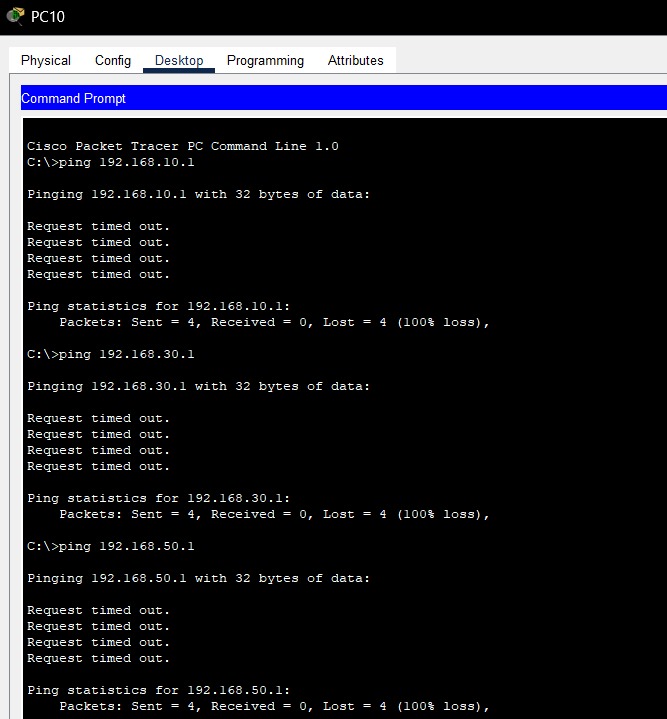 PC10
Physical Config Desktop Programming Attributes
Command Prompt
Cisco Packet Tracer PC Command Line 1.0
C:\>ping 192.168.10.1
Pinging 192.168.10.1 with 32 bytes of data:
Request timed out.
Request timed out.
Request timed out.
Request timed out.
Ping statistics for 192.168.10.1:
Packets: Sent = 4, Received = 0, Lost = 4 (100% loss),
C:\>ping 192.168.30.1
Pinging 192.168.30.1 with 32 bytes of data:
Request timed out.
Request timed out.
Request timed out.
Request timed out.
Ping statistics for 192.168.30.1:
Packets: Sent = 4, Received = 0, Lost = 4 (100% loss),
C:\>ping 192.168.50.1
Pinging 192.168.50.1 with 32 bytes of data:
Request timed out.
Request timed out.
Request timed out.
Request timed out.
Ping statistics for 192.168.50.1:
Packets: Sent = 4, Received = 0, Lost = 4 (100% loss),